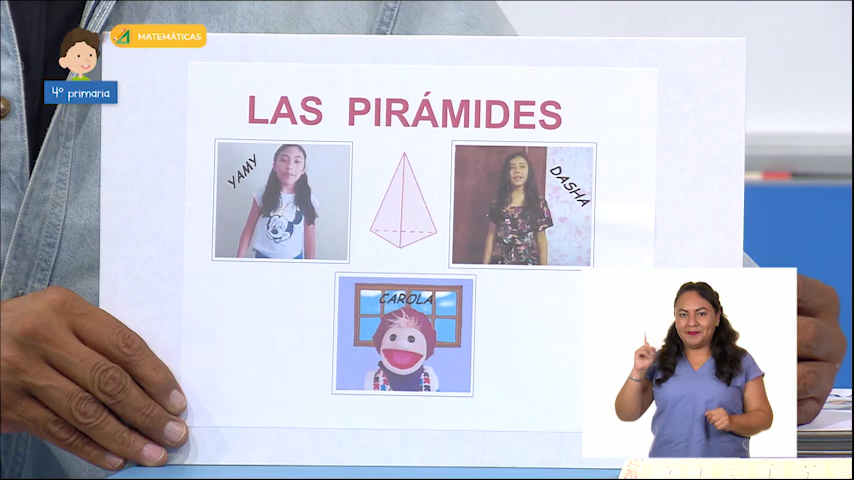 MATEMÁTICAS
4º primaria
LAS PIRÁMIDES
YAMY
DASHA
CAROLA